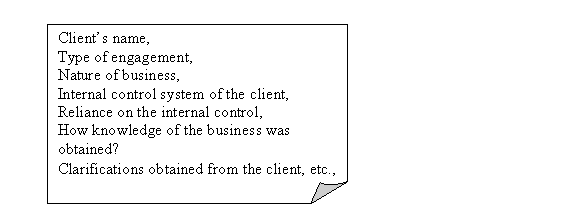 Client's name,
Type of engagement,
Nature of business,
Internal control system of the client,
Reliance on the internal control,
How knowledge of the business was
obtained?
Clarifications obtained from the client, etc.,